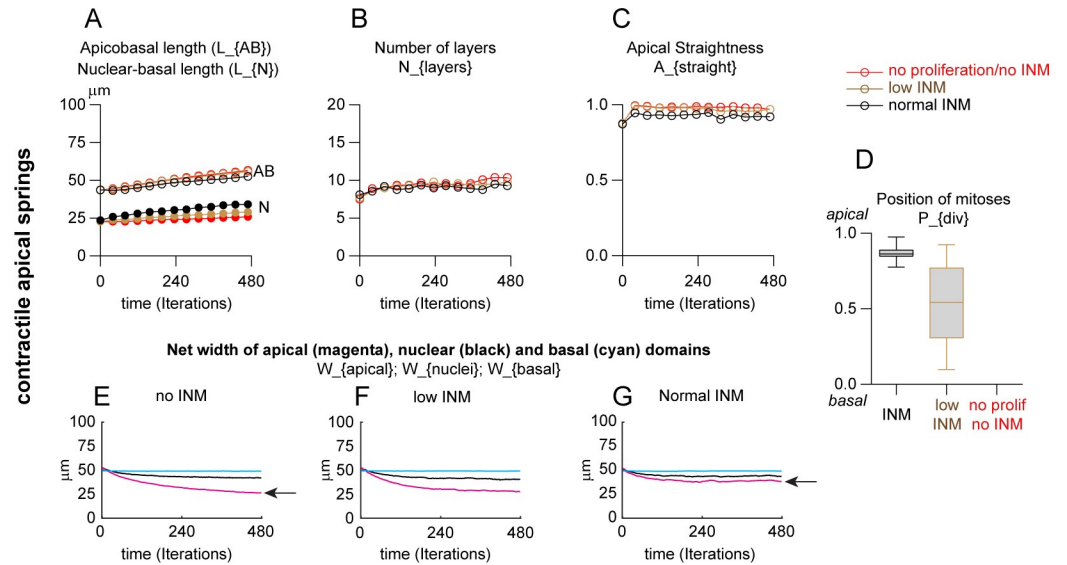 A
Apicobasal length (L_{AB})
Nuclear-basal length (L_{N})
μm
100
75
50
25
0
AB
N
0
240
480
time (Iterations)
B
Number of layers
N_{layers}
20
15
10
5
0
0
240
480
time (Iterations)
C
Apical Straightness
A_{straight}
1.0
0.5
0.0
0
240
480
time (Iterations)
no proliferation/no INM
low INM
normal INM
D
Position of mitoses
P_{div}
apical
1.0
0.5
0.0
basal
INM
low
INM
no prolif
no INM
contractile apical springs
Net width of apical (magenta), nuclear (black) and basal (cyan) domains
W_{apical}; W_{nuclei}; W_{basal}
E
no INM
100
75
50
25
0
μm
0
240
480
time (Iterations)
F
low INM
100
75
50
25
0
μm
0
240
480
time (Iterations)
G
Normal INM
100
75
50
25
0
μm
0
240
480
time (Iterations)